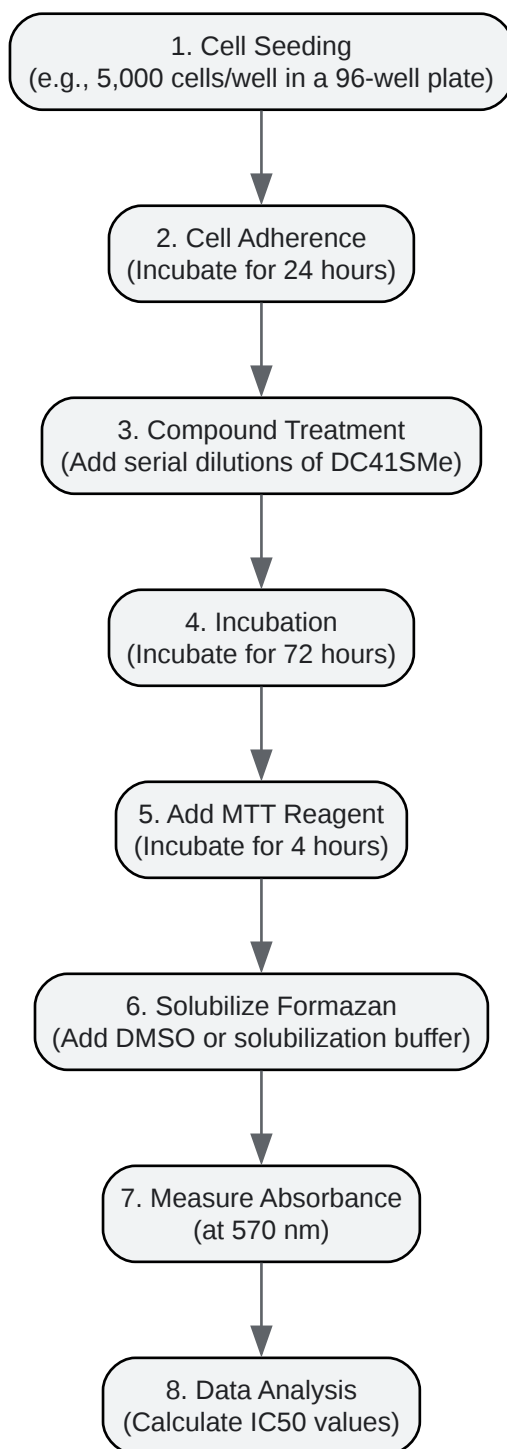 1. Cell Seeding
(e.g., 5,000 cells/well in a 96-well plate)
2. Cell Adherence
(Incubate for 24 hours)
3. Compound Treatment
(Add serial dilutions of DC41SMe)
4. Incubation
(Incubate for 72 hours)
5. Add MTT Reagent
(Incubate for 4 hours)
6. Solubilize Formazan
(Add DMSO or solubilization buffer)
7. Measure Absorbance
(at 570 nm)
8. Data Analysis
(Calculate IC50 values)